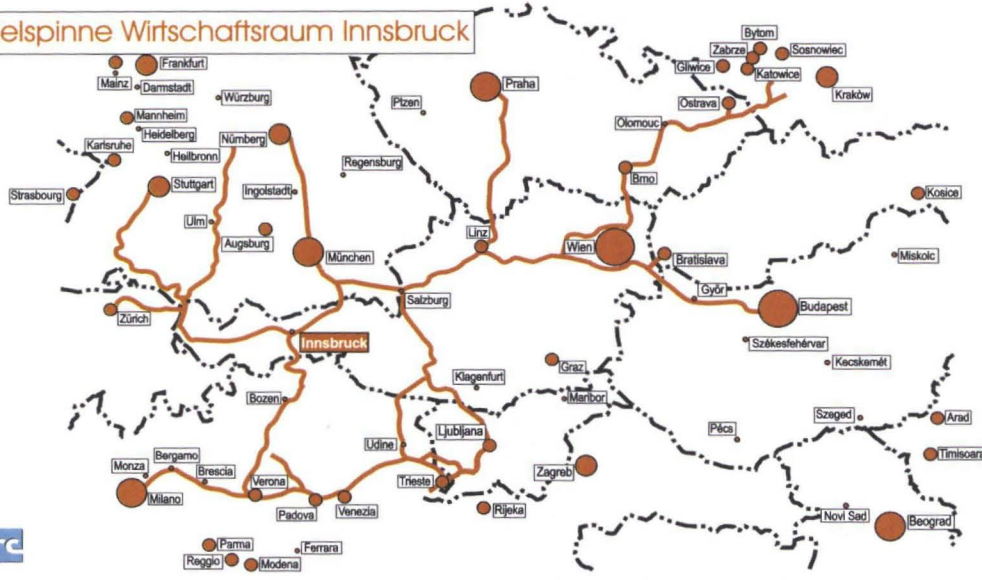 elspinne Wirtschaftsraum Innsbruck
Bytom
Zabrze
Sosnowiec
Gliwice
Katowice
Frankfurt
Mainz
Darmstadt
Praha
Kraków
Würzburg
Plzen
Ostrava
Mannheim
Olomouc
Heidelberg
Nürnberg
Karlsruhe
Heilbronn
Regensburg
Brno
Stuttgart
Strasbourg
Ingolstadt
Kosice
Ulm
Augsburg
Linz
Wien
München
Bratislava
Miskolc
Győr
Salzburg
Budapest
Zürich
Innsbruck
Székesfehérvar
Kecskemét
Graz
Klagenfurt
Bozen
Maribor
Szeged
Arad
Pécs
Udine
Ljubljana
Bergamo
Timisoara
Monza
Brescia
Zagreb
Verona
Trieste
Milano
Padova
Venezia
Rijeka
Novi Sad
Beograd
Parma
Ferrara
Reggio
Modena